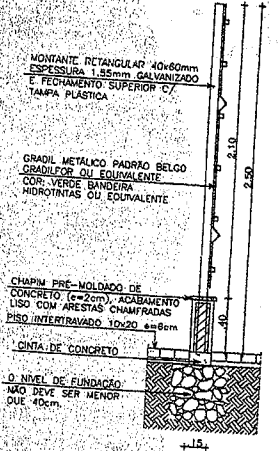 MONTANTE RETANGULAR 40x60mm
ESPESSURA 1,55mm GALVANIZADO
E FECHAMENTO SUPERIOR C/
TAMPA PLÁSTICA
GRADIL METÁLICO PADRÃO BELGO
GRADILFOR OU EQUIVALENTE
COR: VERDE BANDEIRA
HIDROTINTAS OU EQUIVALENTE
2.10
2.50
CHAPIM PRÉ-MOLDADO DE
CONCRETO (e=2cm), ACABAMENTO
LISO COM ARESTAS CHAMFRADAS
.40
PISO INTERTRAVADO 10x20 e=6cm
CINTA DE CONCRETO
O NIVEL DE FUNDAÇÃO
NÃO DEVE SER MENOR
QUE 40cm.
15